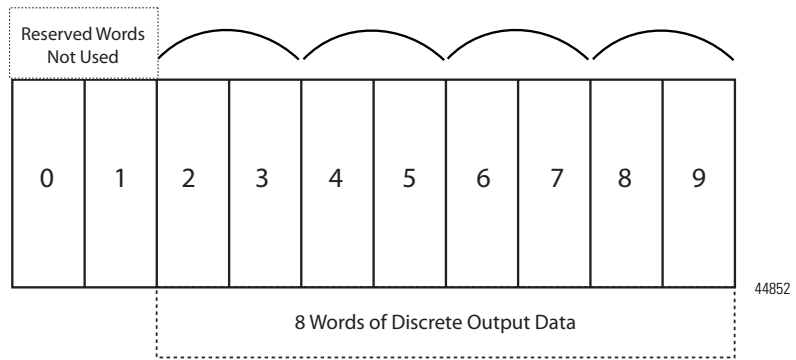 Reserved Words
Not Used
0 1 2 3 4 5 6 7 8 9
44852
8 Words of Discrete Output Data